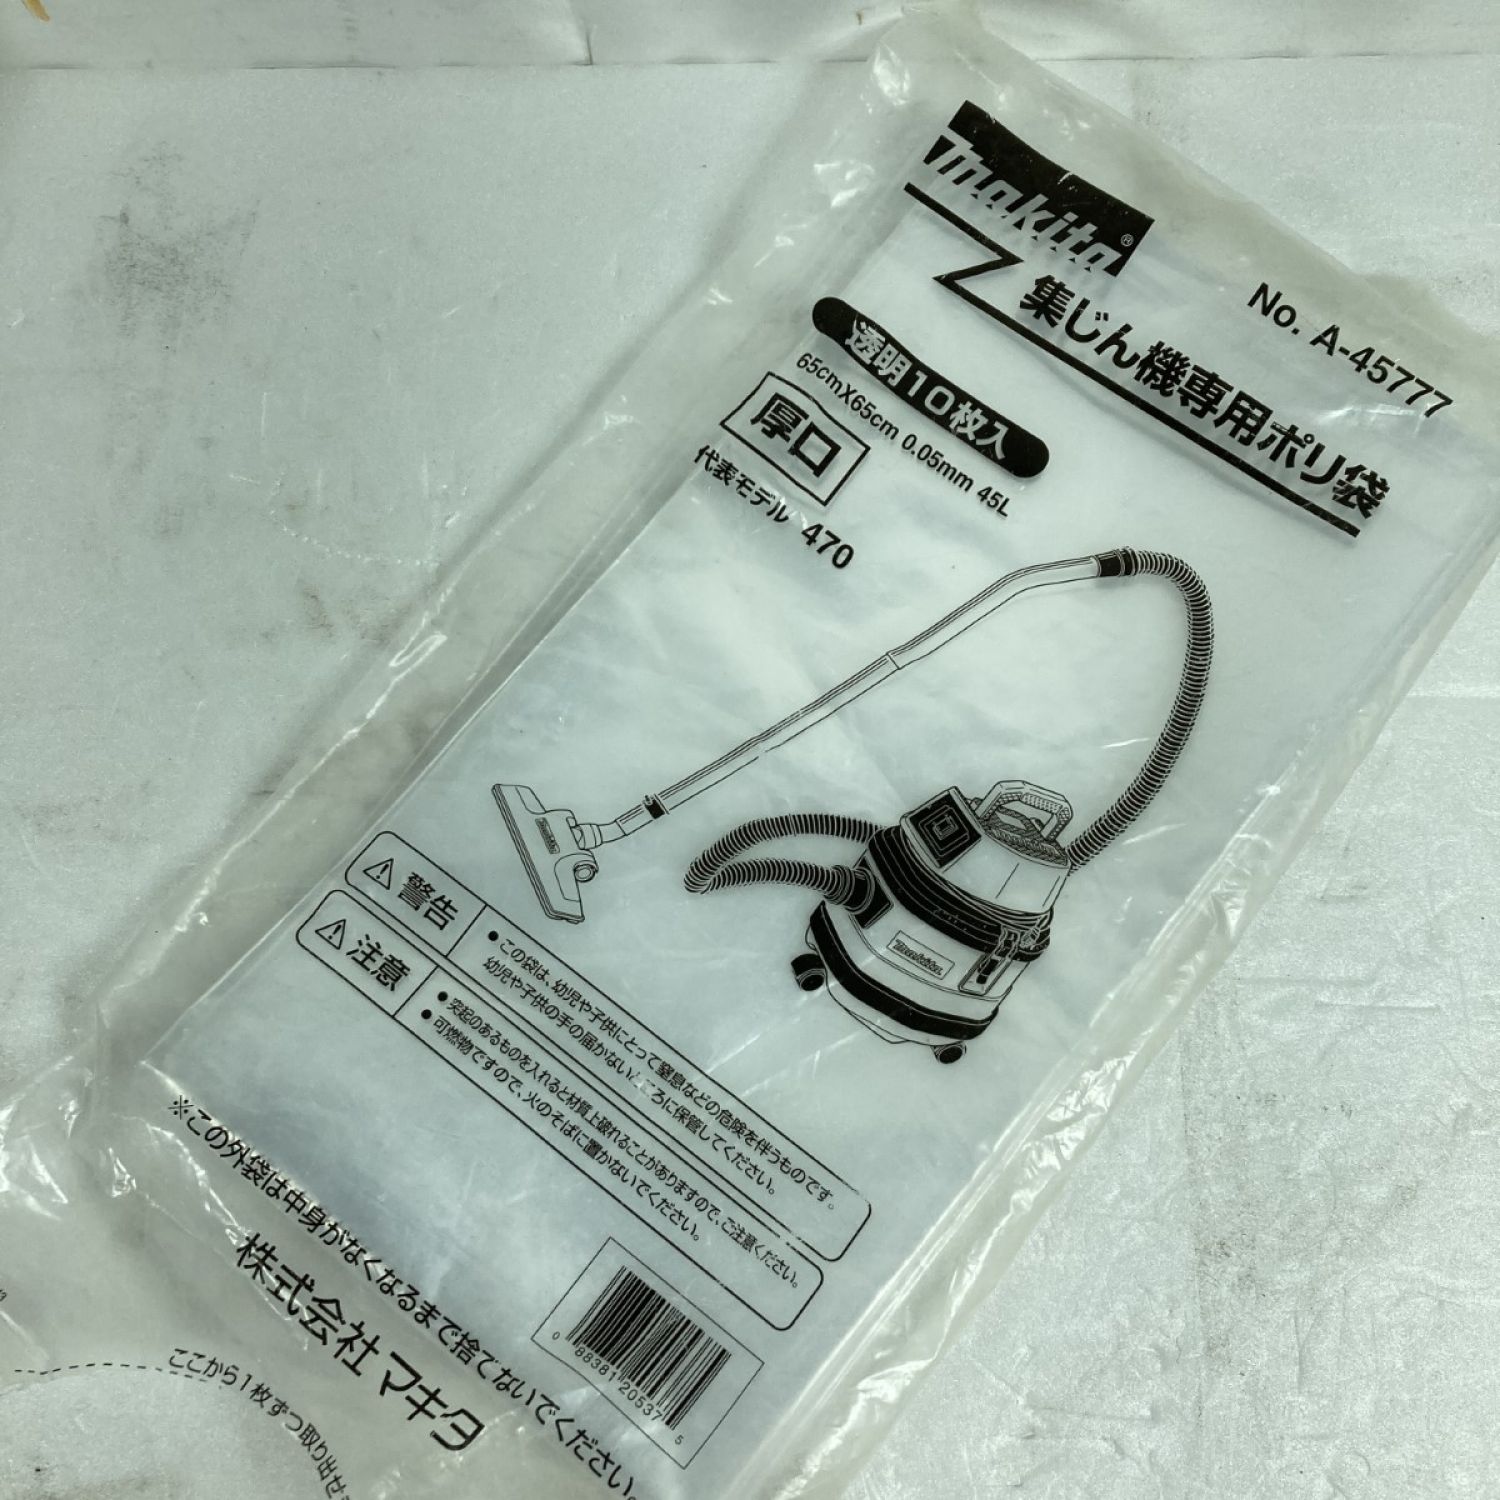 makita®
No. A-45777
集じん機専用ポリ袋
透明10枚入
65cmX65cm 0.05mm 45L
厚口
代表モデル 470
makita
makita
警告
●この袋は、幼児や子供にとって窒息などの危険を伴うものです。
幼児や子供の手の届かないところに保管してください。
注意
●突起のあるものを入れると材質上破れることがありますので、ご注意ください。
●可燃物ですので、火のそばに置かないでください。
0 88381 20537 5
※この外袋は中身がなくなるまで捨てないでください。
株式会社マキタ
ここから1枚ずつ取り出せ